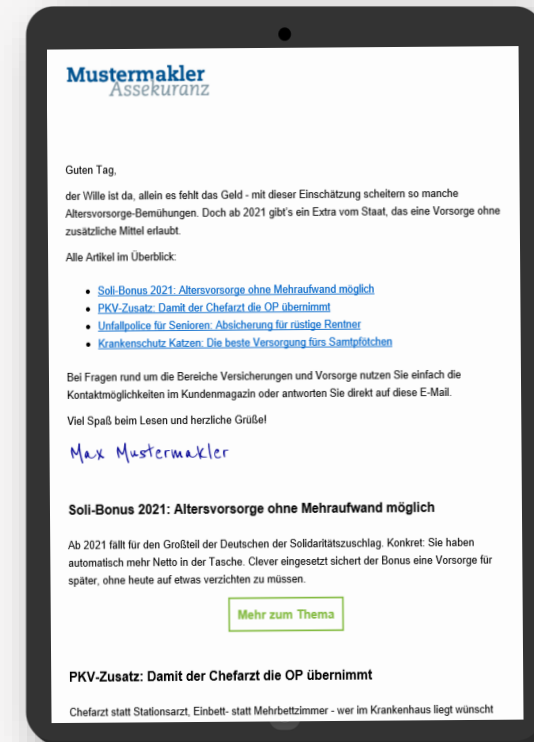 Mustermakler
Assekuranz
Guten Tag,
der Wille ist da, allein es fehlt das Geld - mit dieser Einschätzung scheitern so manche
Altersvorsorge-Bemühungen. Doch ab 2021 gibt's ein Extra vom Staat, das eine Vorsorge ohne
zusätzliche Mittel erlaubt.
Alle Artikel im Überblick:
• Soli-Bonus 2021: Altersvorsorge ohne Mehraufwand möglich
• PKV-Zusatz: Damit der Chefarzt die OP übernimmt
• Unfallpolice für Senioren: Absicherung für rüstige Rentner
• Krankenschutz Katzen: Die beste Versorgung fürs Samtpfötchen
Bei Fragen rund um die Bereiche Versicherungen und Vorsorge nutzen Sie einfach die
Kontaktmöglichkeiten im Kundenmagazin oder antworten Sie direkt auf diese E-Mail.
Viel Spaß beim Lesen und herzliche Grüße!
Max Mustermakler
Soli-Bonus 2021: Altersvorsorge ohne Mehraufwand möglich
Ab 2021 fällt für den Großteil der Deutschen der Solidaritätszuschlag. Konkret: Sie haben
automatisch mehr Netto in der Tasche. Clever eingesetzt sichert der Bonus eine Vorsorge für
später, ohne heute auf etwas verzichten zu müssen.
Mehr zum Thema
PKV-Zusatz: Damit der Chefarzt die OP übernimmt
Chefarzt statt Stationsarzt, Einbett- statt Mehrbettzimmer - wer im Krankenhaus liegt wünscht